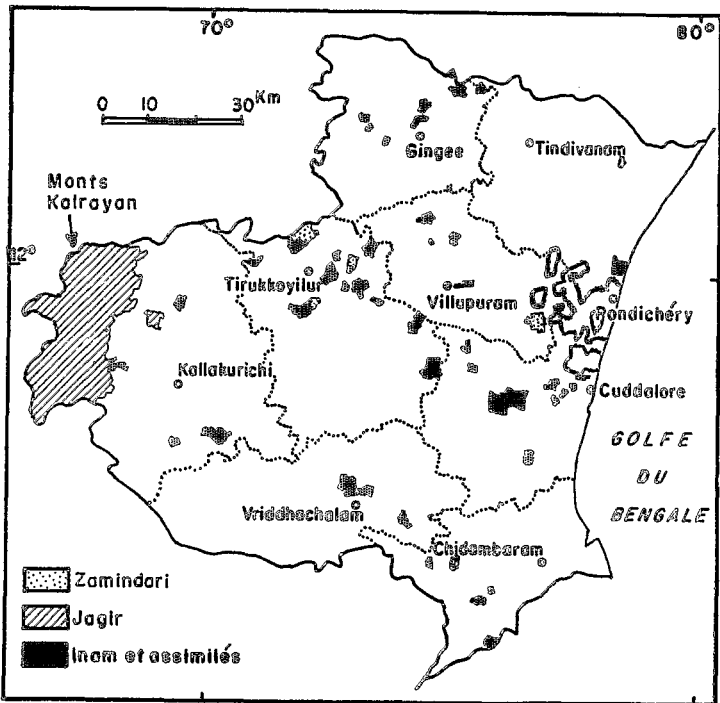 70°
80°
0 10 20 30 Km
Gingee
Tindivanam
Monts
Kalrayan
12°
Tirukkoyilur
Villupuram
Pondichéry
Kallakurichi
Cuddalore
GOLFE
DU
BENGALE
Vriddhachalam
Chidambaram
Zamindari
Jagir
Inam et assimilés